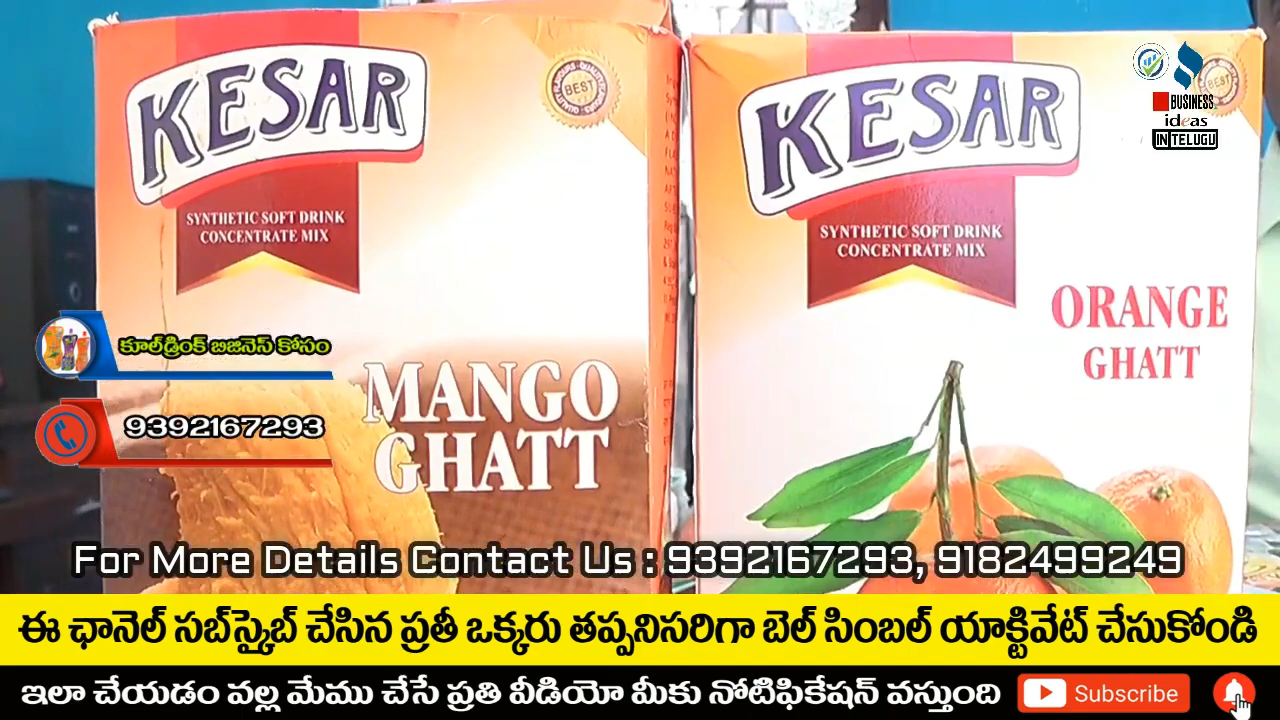 KESAR
SYNTHETIC SOFT DRINK
CONCENTRATE MIX
MANGO
GHATT
BEST
KESAR
SYNTHETIC SOFT DRINK
CONCENTRATE MIX
ORANGE
GHATT
BEST
BUSINESS
ideas
IN TELUGU
కూల్‌డ్రింక్ బిజినెస్ కోసం
9392167293
For More Details Contact Us : 9392167293, 9182499249
ఈ ఛానెల్ సబ్‌స్క్రైబ్ చేసిన ప్రతీ ఒక్కరు తప్పనిసరిగా బెల్ సింబల్ యాక్టివేట్ చేసుకోండి
ఇలా చేయడం వల్ల మేము చేసే ప్రతి వీడియో మీకు నోటిఫికేషన్ వస్తుంది
Subscribe